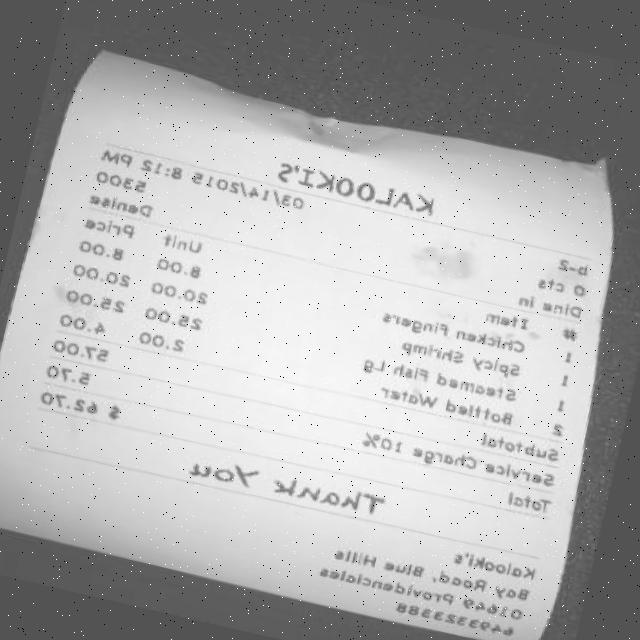 KALOOKI'S
b-2 03/14/2015 8:12 PM
0 cts 5300
Dine in Denise
# Item Unit Price
1 Chicken Fingers 8.00 8.00
1 Spicy Shrimp 20.00 20.00
1 Steamed Fish Lg 25.00 25.00
2 Bottled Water 2.00 4.00
Subtotal 57.00
Service Charge 10% 5.70
Total $ 62.70
Thank You
Kalooki's
Bay Road, Blue Hills
01649 Providenciales
6493323388